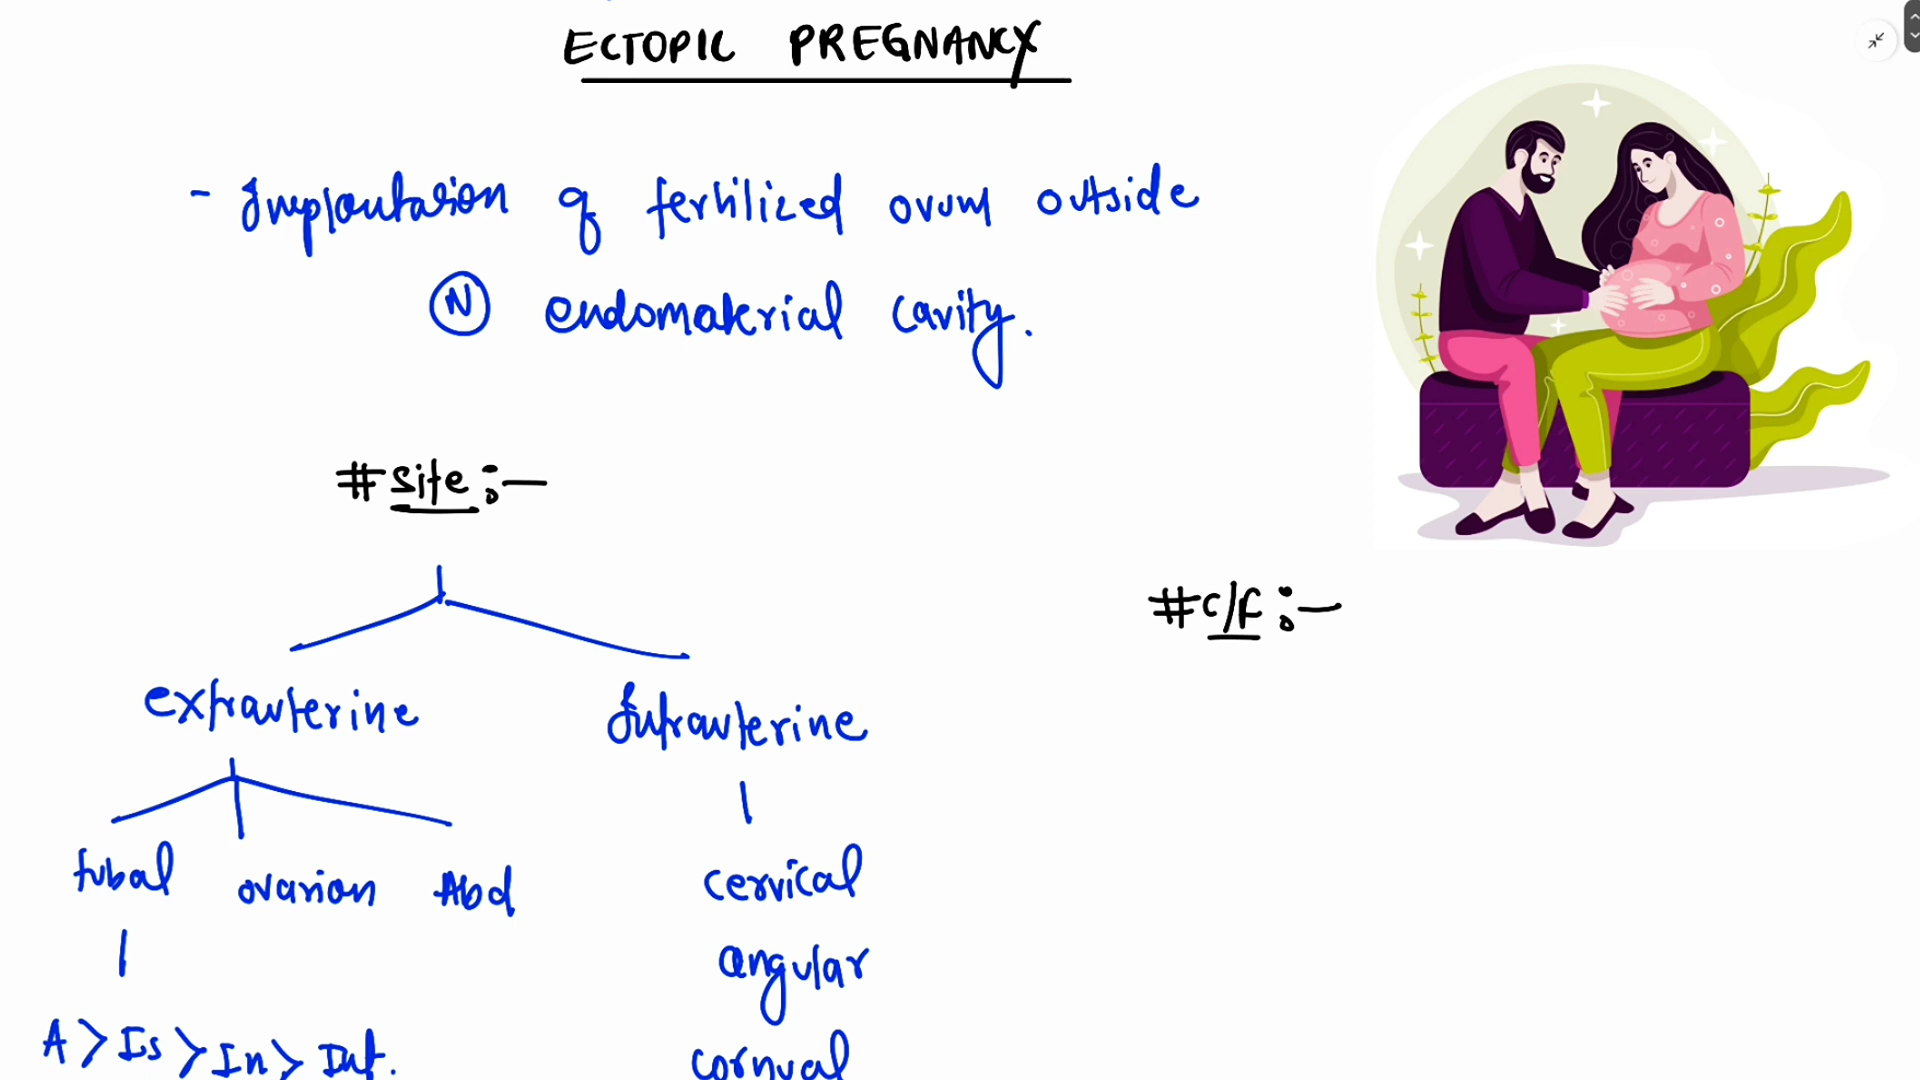 ECTOPIC PREGNANCY
- Implantation of fertilized ovum outside
N endomaterial cavity.
#site:-
extrauterine Intrauterine
tubal ovarian Abd
A > Is > In > Int.
cervical
angular
cornual
#c/f:-